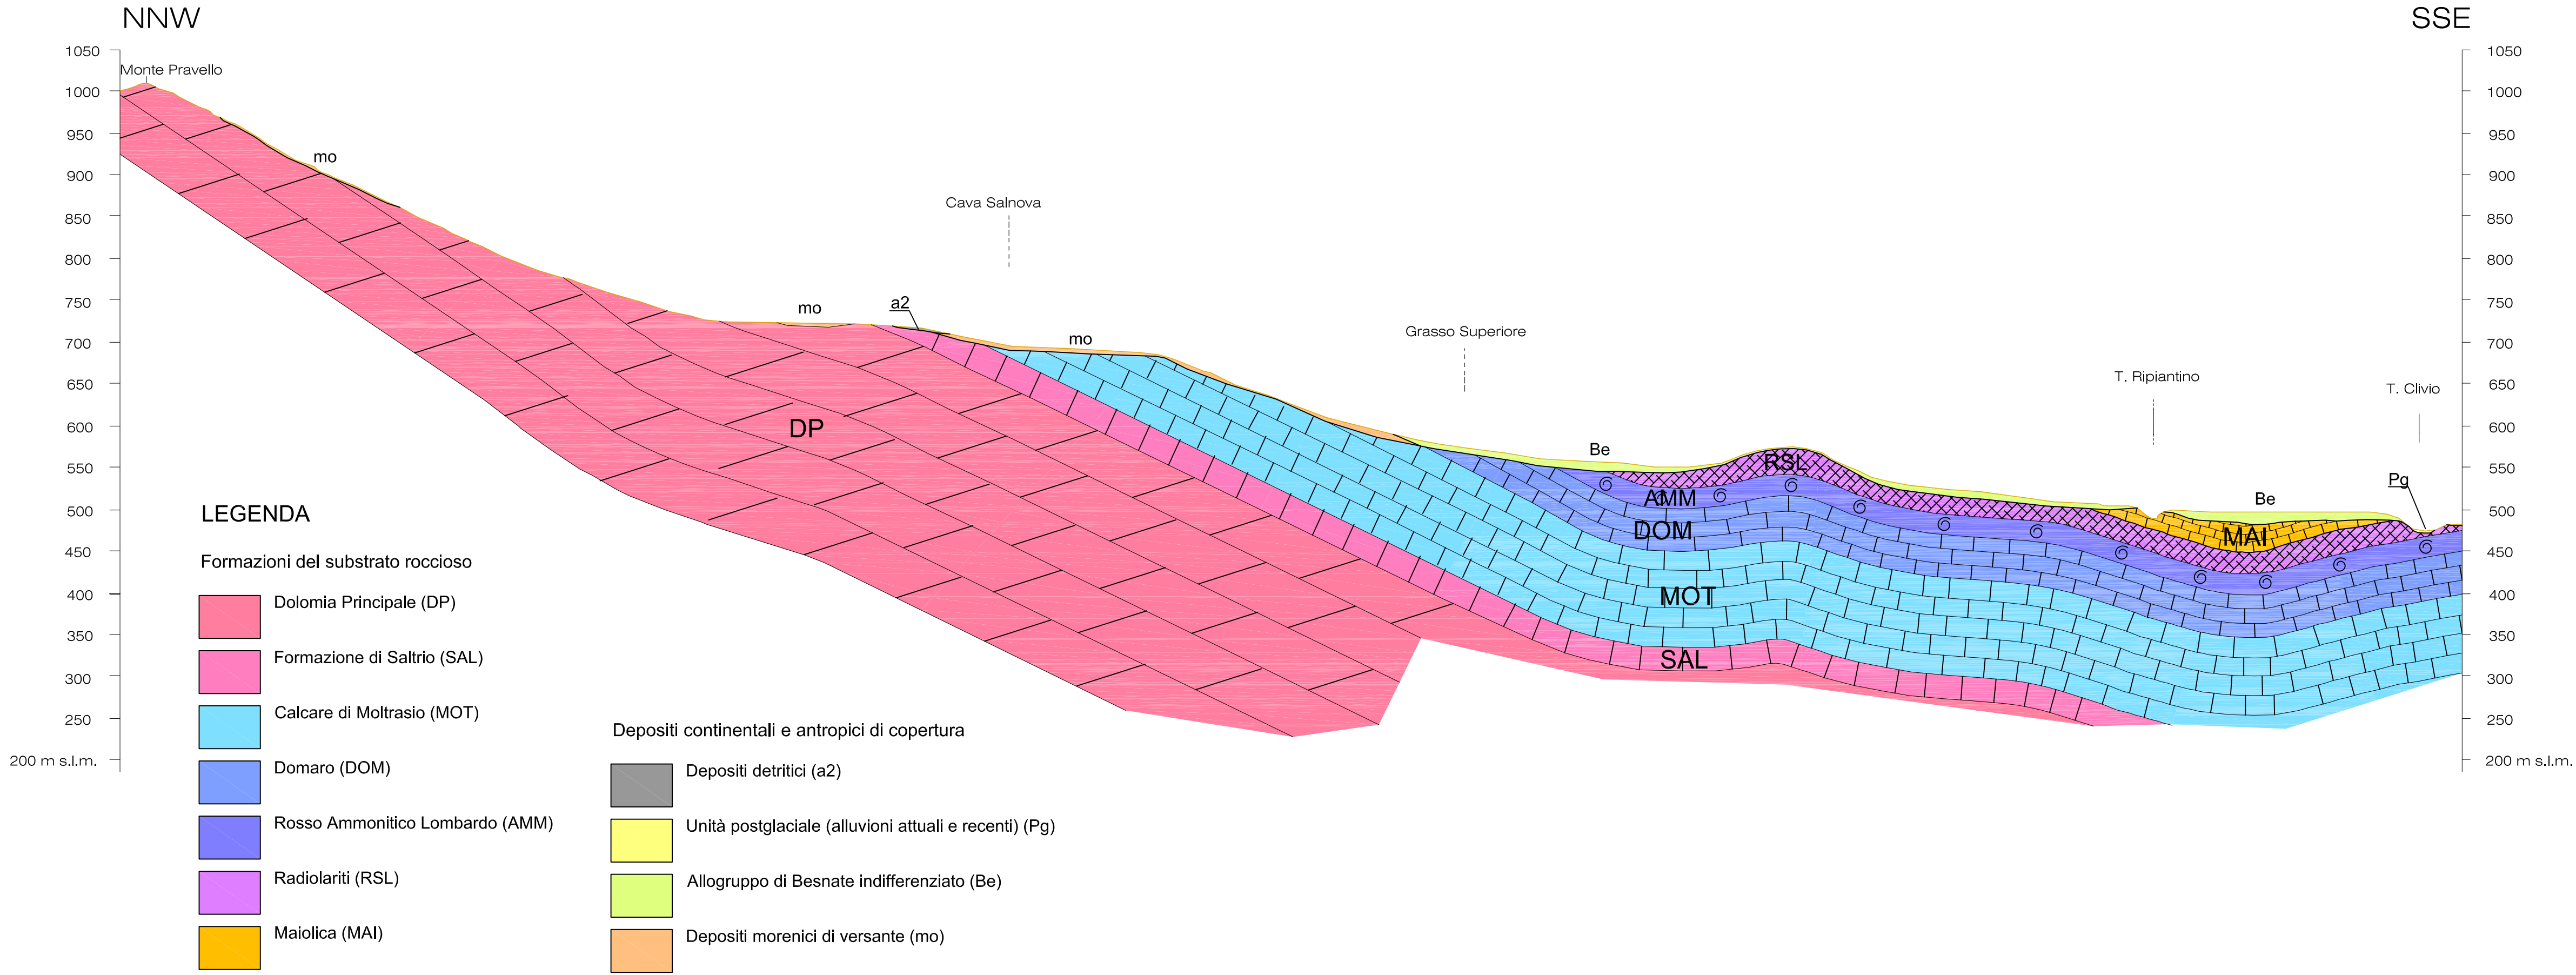 NNW
SSE
1050
1000
950
900
850
800
750
700
650
600
550
500
450
400
350
300
250
200 m s.l.m.
Monte Pravello
mo
mo
a2
Cava Salnova
mo
Grasso Superiore
Be
T. Ripiantino
T. Clivio
Pg
Be
DP
RSL
AMM
DOM
MOT
SAL
MAI
1050
1000
950
900
850
800
750
700
650
600
550
500
450
400
350
300
250
200 m s.l.m.
LEGENDA
Formazioni del substrato roccioso
Dolomia Principale (DP)
Formazione di Saltrio (SAL)
Calcare di Moltrasio (MOT)
Domaro (DOM)
Rosso Ammonitico Lombardo (AMM)
Radiolariti (RSL)
Maiolica (MAI)
Depositi continentali e antropici di copertura
Depositi detritici (a2)
Unità postglaciale (alluvioni attuali e recenti) (Pg)
Allogruppo di Besnate indifferenziato (Be)
Depositi morenici di versante (mo)